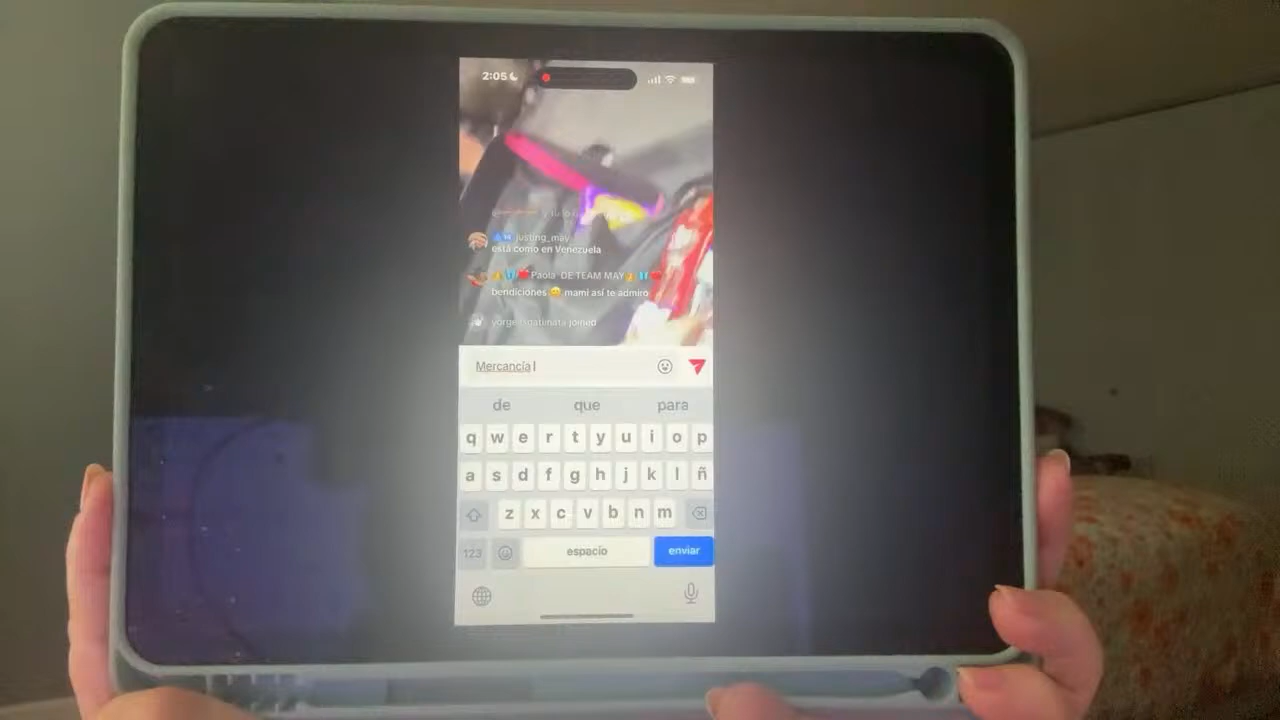 2:05
justing_may
está como en Venezuela
Paola DE TEAM MAY
bendiciones 😊 mami así te admiro
joined
Mercancía
de que para
q w e r t y u i o p
a s d f g h j k l ñ
z x c v b n m
123 espacio enviar